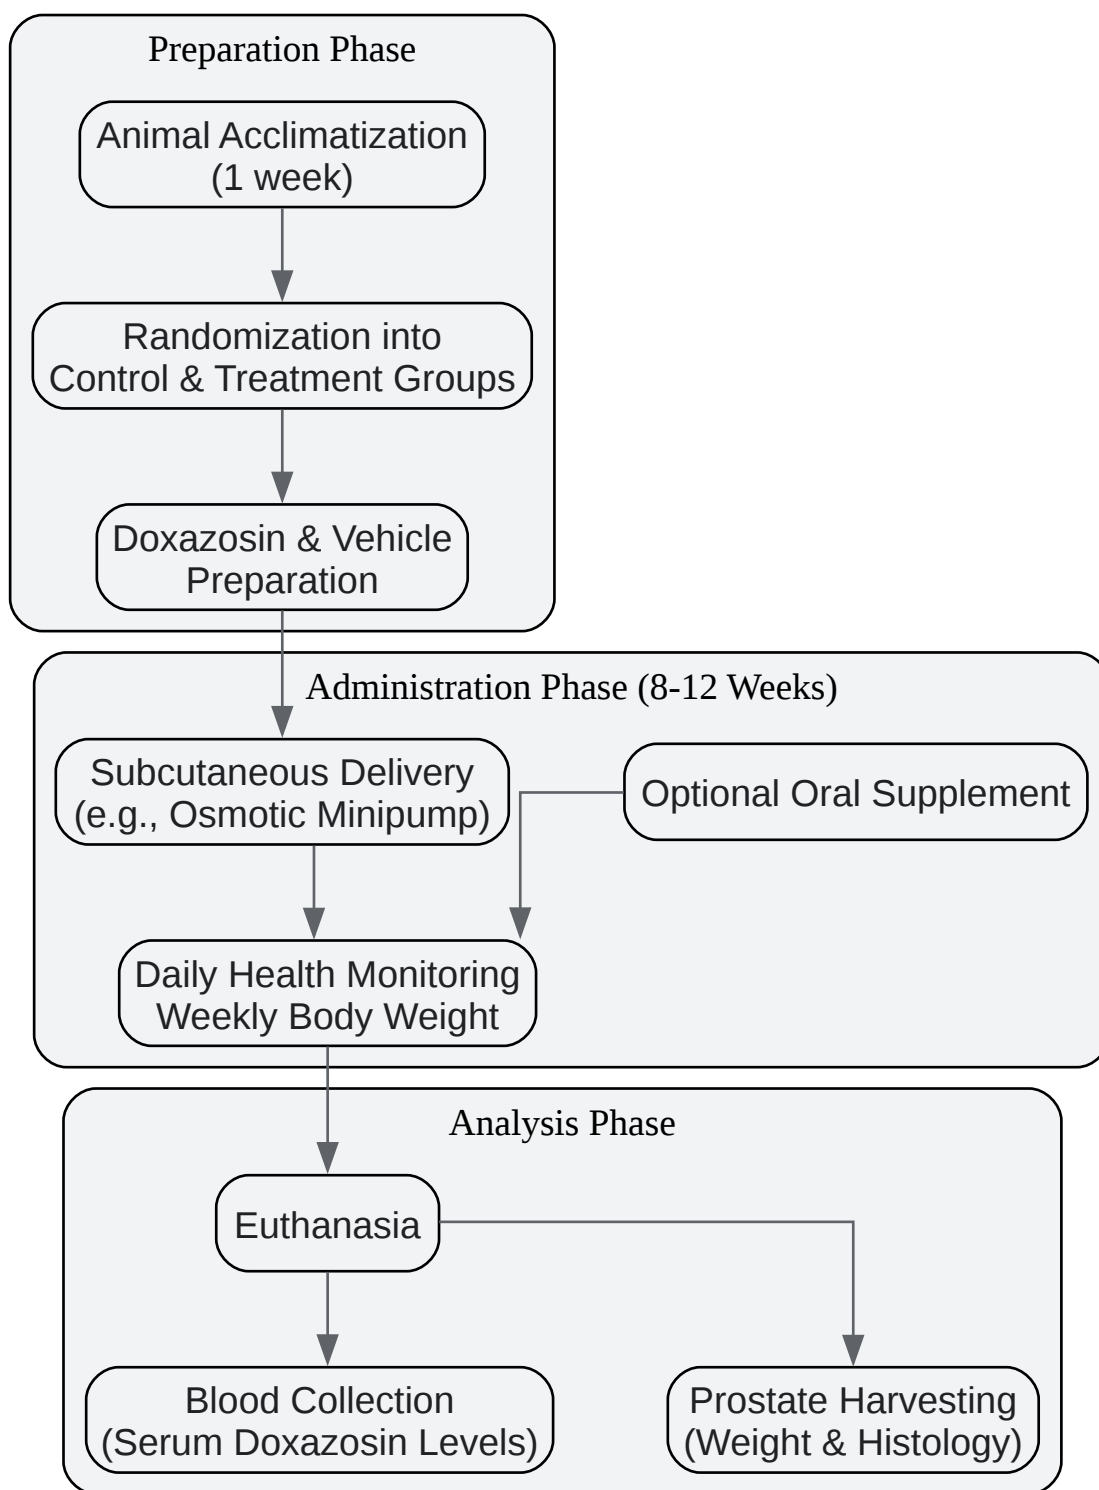 Preparation Phase
Animal Acclimatization
(1 week)
Randomization into
Control & Treatment Groups
Doxazosin & Vehicle
Preparation
Administration Phase (8-12 Weeks)
Subcutaneous Delivery
(e.g., Osmotic Minipump)
Optional Oral Supplement
Daily Health Monitoring
Weekly Body Weight
Analysis Phase
Euthanasia
Blood Collection
(Serum Doxazosin Levels)
Prostate Harvesting
(Weight & Histology)